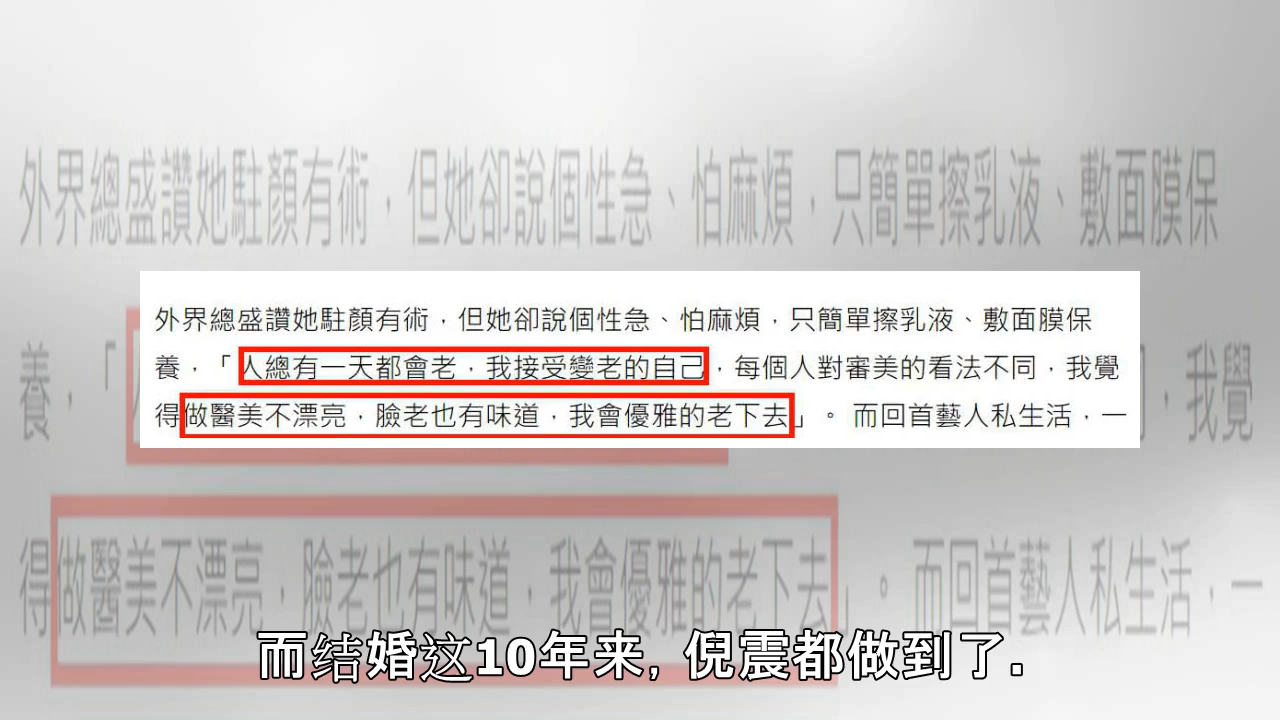 外界總盛讚她駐顏有術，但她卻說個性急、怕麻煩，只簡單擦乳液、敷面膜保
外界總盛讚她駐顏有術，但她卻說個性急、怕麻煩，只簡單擦乳液、敷面膜保
養，「人總有一天都會老，我接受變老的自己，每個人對審美的看法不同，我覺
得做醫美不漂亮，臉老也有味道，我會優雅的老下去」。 而回首藝人私生活，一
養，「 ，我覺
得做醫美不漂亮，臉老也有味道，我會優雅的老下去」。 而回首藝人私生活，一
而结婚这10年来, 倪震都做到了.